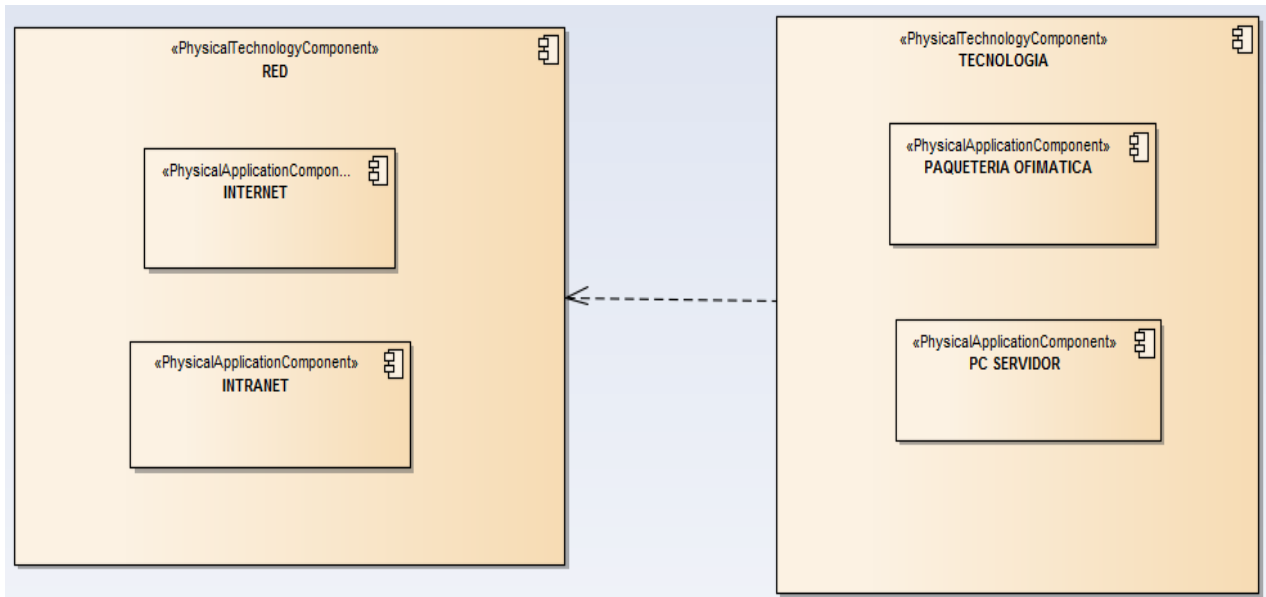 «PhysicalTechnologyComponent»
RED
«PhysicalApplicationCompon...
INTERNET
«PhysicalApplicationComponent»
INTRANET
«PhysicalTechnologyComponent»
TECNOLOGIA
«PhysicalApplicationComponent»
PAQUETERIA OFIMATICA
«PhysicalApplicationComponent»
PC SERVIDOR